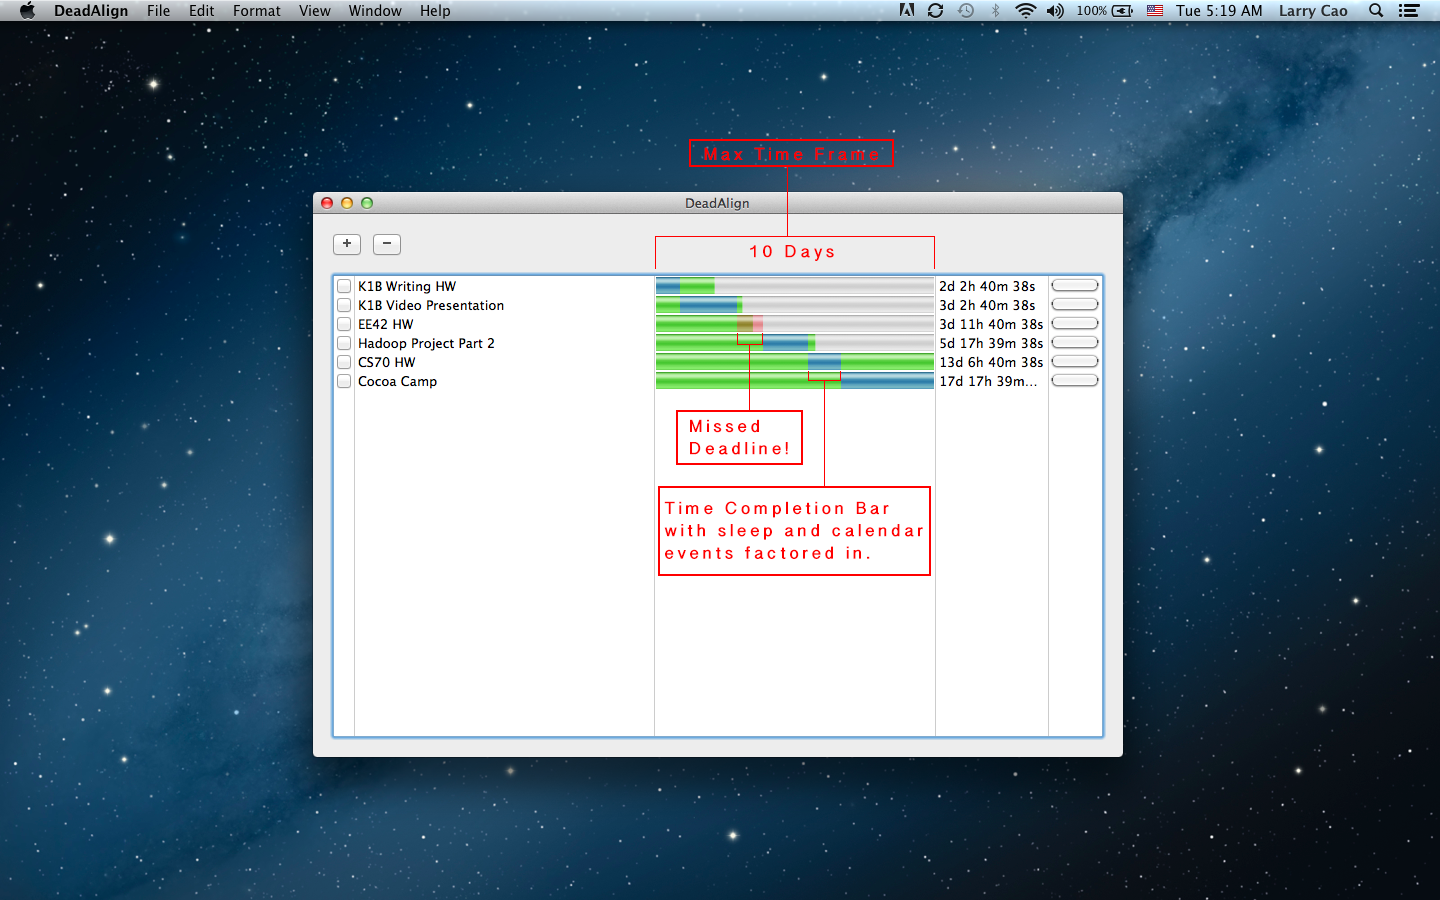 DeadAlign File Edit Format View Window Help 100% Tue 5:19 AM Larry Cao
Max Time Frame
DeadAlign
+ −
10 Days
K1B Writing HW 2d 2h 40m 38s
K1B Video Presentation 3d 2h 40m 38s
EE42 HW 3d 11h 40m 38s
Hadoop Project Part 2 5d 17h 39m 38s
CS70 HW 13d 6h 40m 38s
Cocoa Camp 17d 17h 39m...
Missed
Deadline!
Time Completion Bar
with sleep and calendar
events factored in.